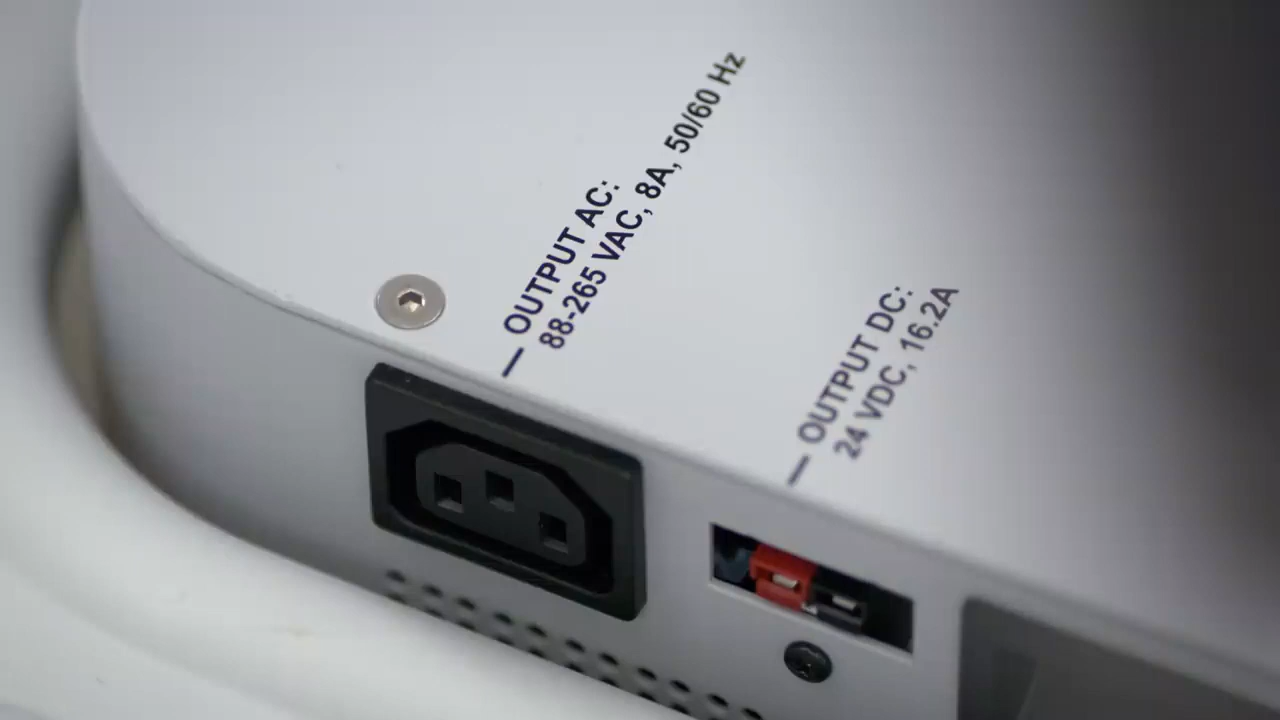 OUTPUT AC:
88-265 VAC, 8A, 50/60 Hz
OUTPUT DC:
24 VDC, 16.2A